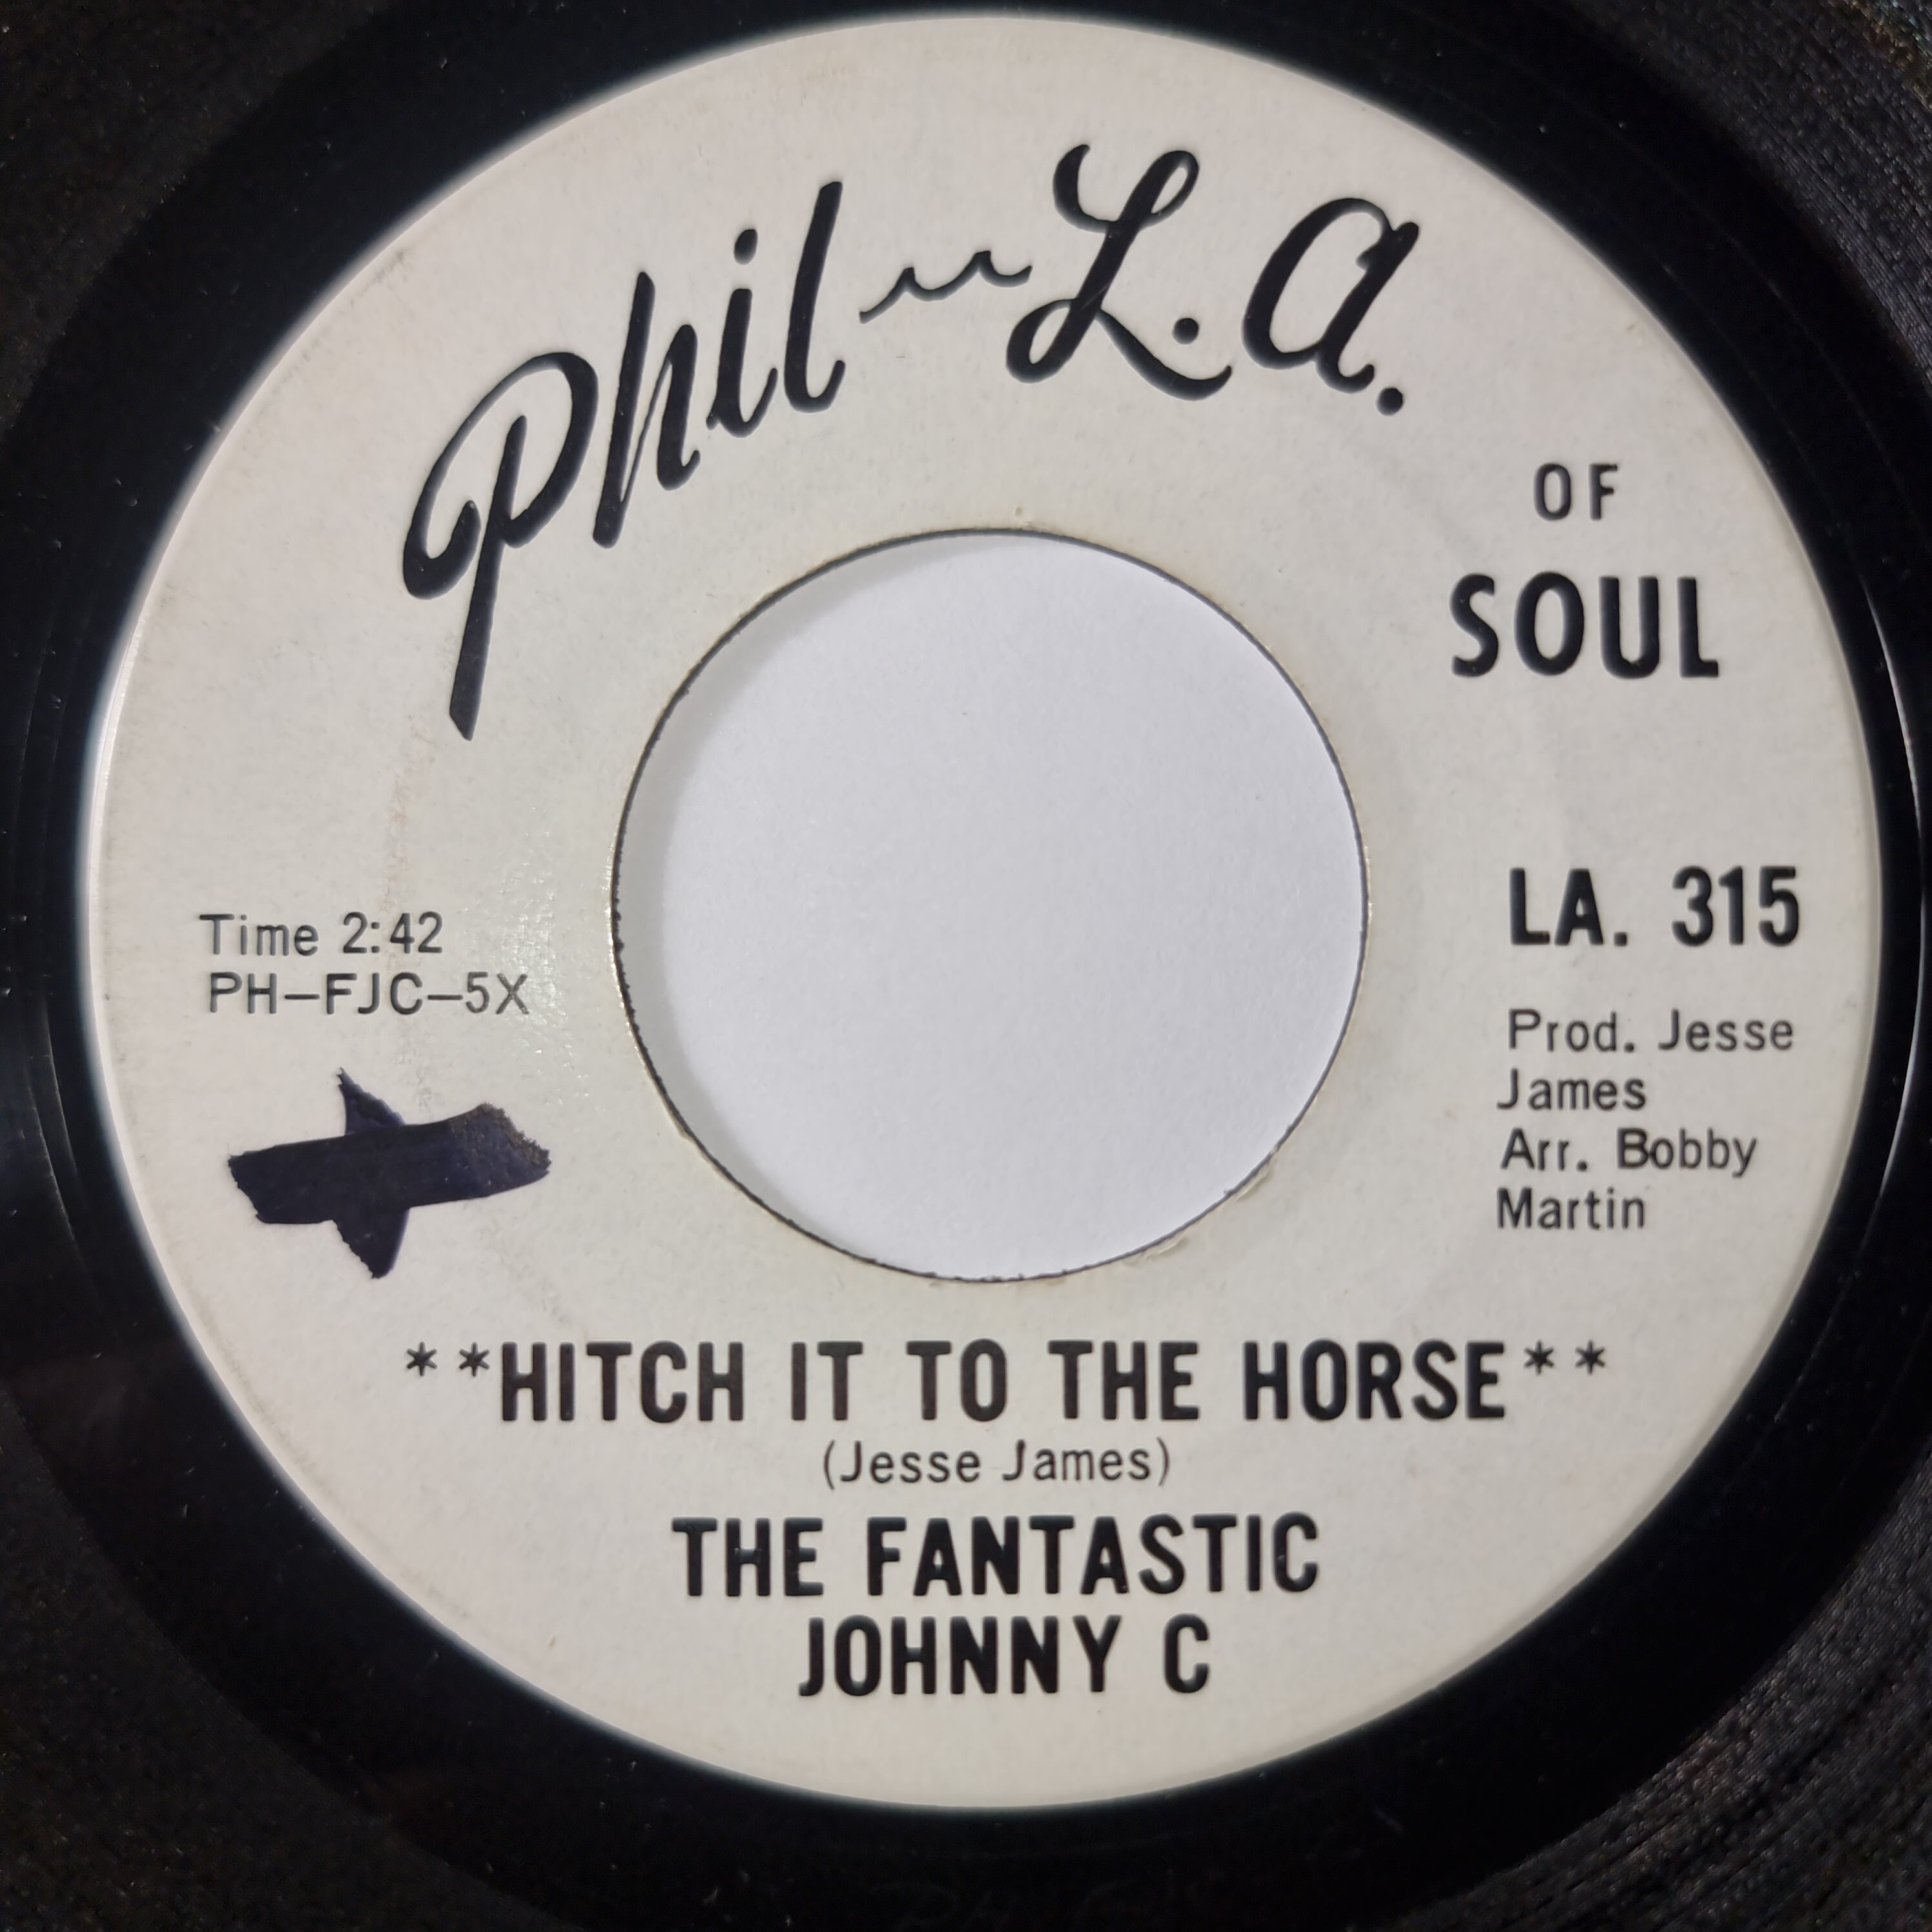 Phil-L.A.
OF
SOUL
Time 2:42
PH-FJC-5X
LA. 315
Prod. Jesse
James
Arr. Bobby
Martin
**HITCH IT TO THE HORSE**
(Jesse James)
THE FANTASTIC
JOHNNY C